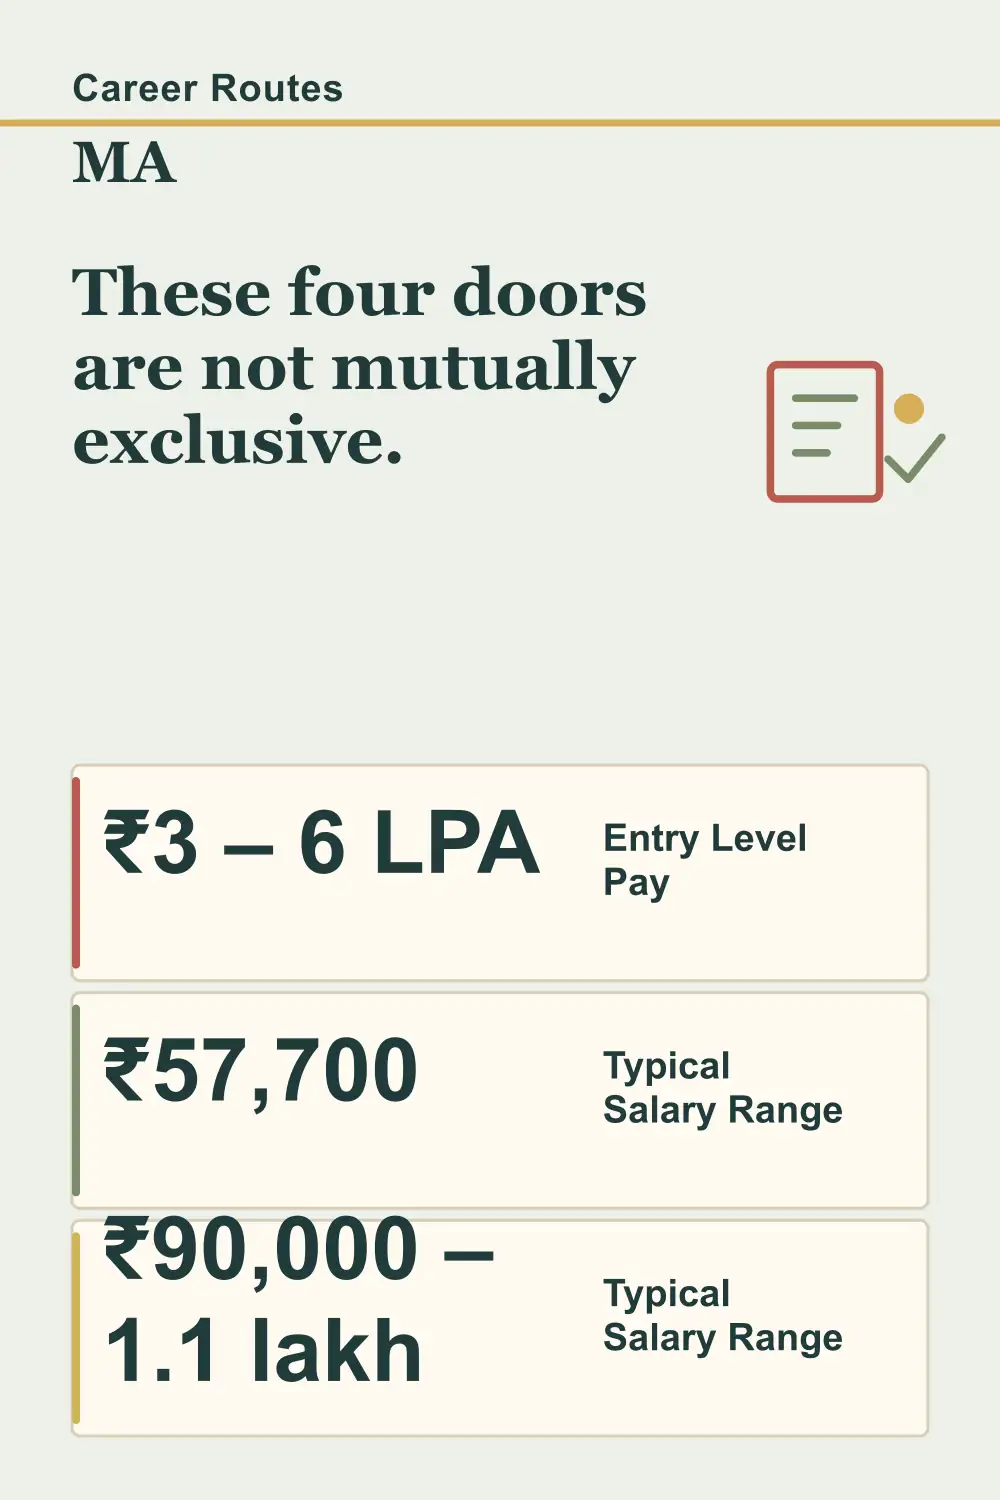 Career Routes
MA
These four doors
are not mutually
exclusive.
₹3 – 6 LPA
Entry Level
Pay
₹57,700
Typical
Salary Range
₹90,000 –
1.1 lakh
Typical
Salary Range